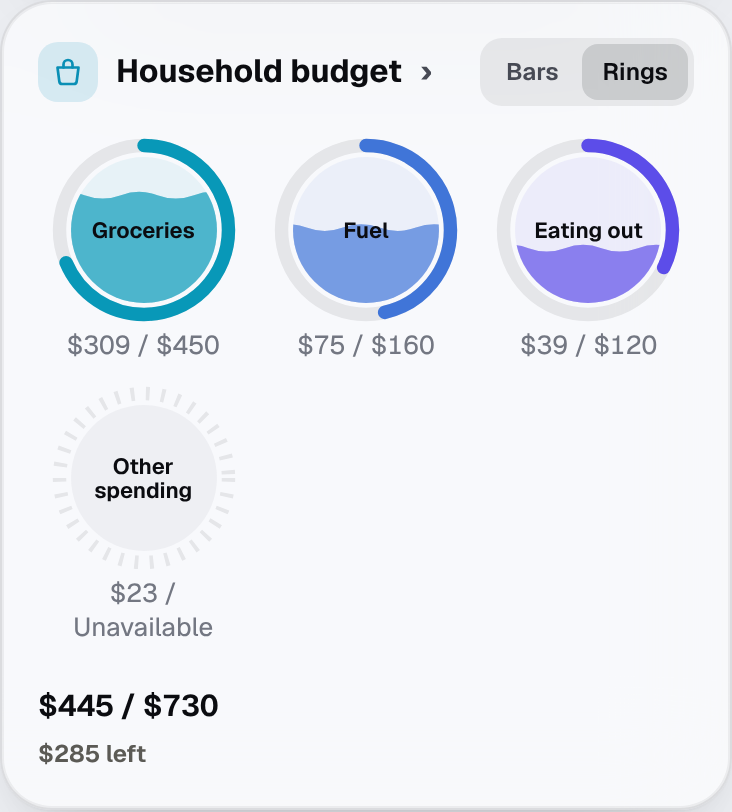 Household budget ›
Bars
Rings
Groceries
Fuel
Eating out
$309 / $450
$75 / $160
$39 / $120
Other
spending
$23 /
Unavailable
$445 / $730
$285 left